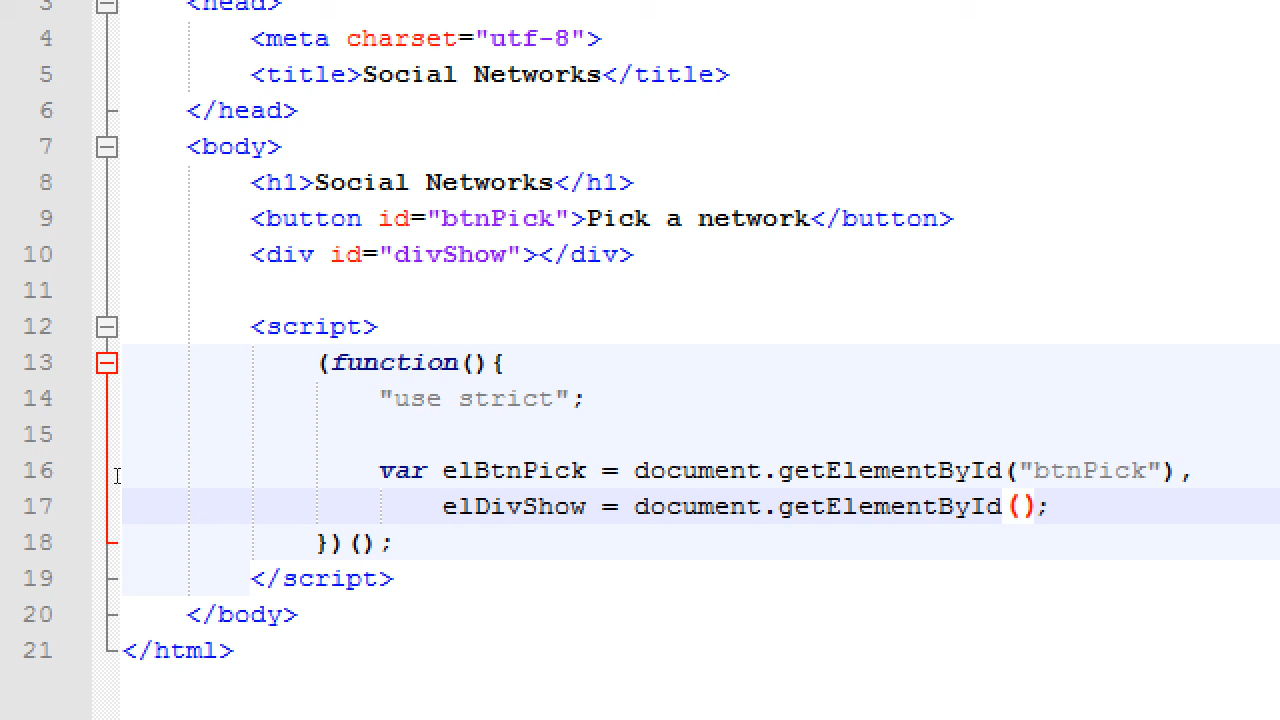 3 <head>
4 <meta charset="utf-8">
5 <title>Social Networks</title>
6 </head>
7 <body>
8 <h1>Social Networks</h1>
9 <button id="btnPick">Pick a network</button>
10 <div id="divShow"></div>
11
12 <script>
13 (function(){
14 "use strict";
15
16 var elBtnPick = document.getElementById("btnPick"),
17 elDivShow = document.getElementById();
18 })();
19 </script>
20 </body>
21 </html>